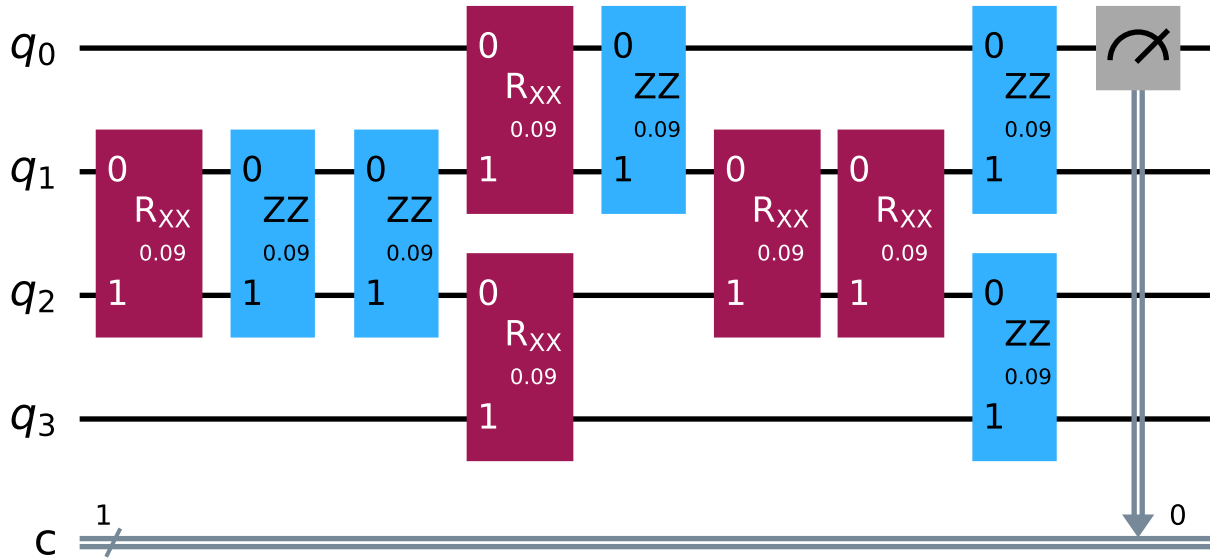 q0 0 0 0
RXX ZZ ZZ
0.09 0.09 0.09
q1 0 0 0 1 1 0 0 1
RXX ZZ ZZ RXX RXX
0.09 0.09 0.09 0.09 0.09
q2 1 1 1 0 1 1 0
RXX ZZ
0.09 0.09
q3 1 1
1 0
c